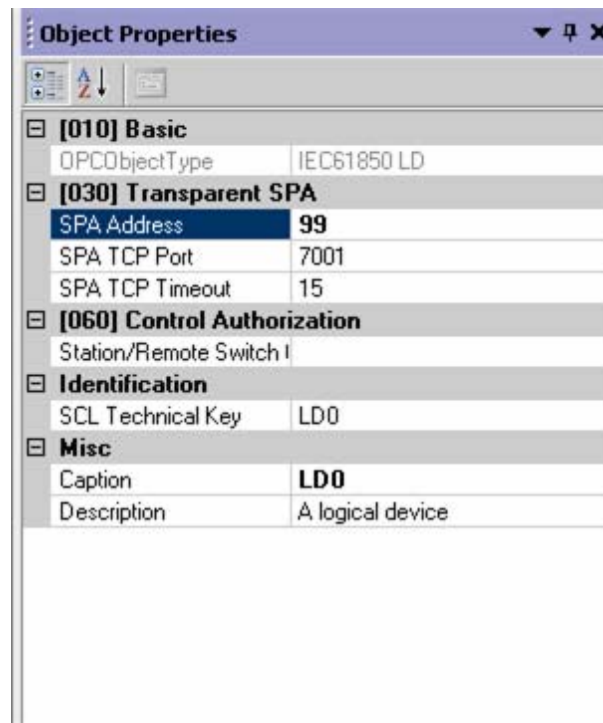 Object Properties
[010] Basic
OPCObjectType IEC61850 LD
[030] Transparent SPA
SPA Address 99
SPA TCP Port 7001
SPA TCP Timeout 15
[060] Control Authorization
Station/Remote Switch
Identification
SCL Technical Key LD0
Misc
Caption LD0
Description A logical device